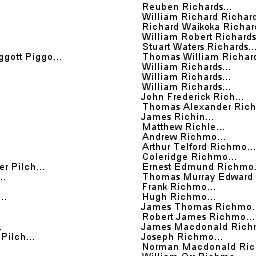 Reuben Richards...
William Richard Richar
Richard Waikoka Richar
William Robert Richards
Stuart Waters Richards...
ggott Piggo... Thomas William Richard
William Richards...
William Richards...
William Richards...
John Frederick Rich...
Thomas Alexander Rich
James Richin...
Matthew Richle...
Andrew Richmo...
Arthur Telford Richmo...
Coleridge Richmo...
er Pilch... Ernest Edmund Richmo
... Thomas Murray Edward
Frank Richmo...
... Hugh Richmo...
James Thomas Richmo.
Robert James Richmo...
. James Macdonald Richm
Pilch... Joseph Richmo...
Norman Macdonald Ric